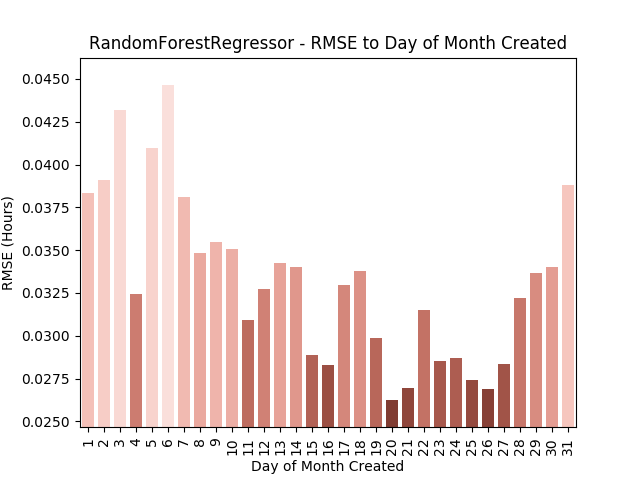 RandomForestRegressor - RMSE to Day of Month Created
0.0450
0.0425
0.0400
0.0375
0.0350
0.0325
0.0300
0.0275
0.0250
RMSE (Hours)
1 2 3 4 5 6 7 8 9 10 11 12 13 14 15 16 17 18 19 20 21 22 23 24 25 26 27 28 29 30 31
Day of Month Created